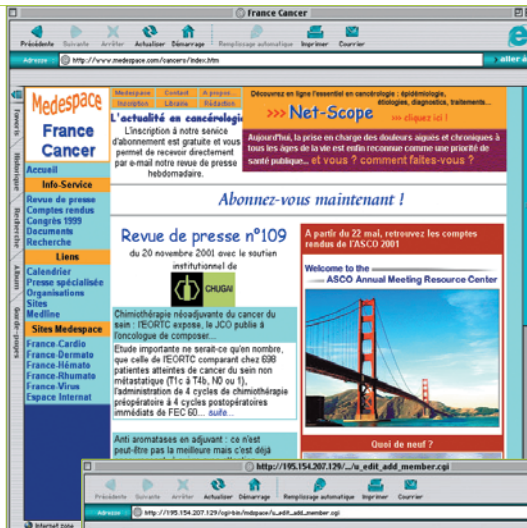 France Cancer
Précédente Suivante Arrêter Actualiser Démarrage Remplissage automatique Imprimer Courrier
Adresse : http://www.medespace.com/cancero/index.htm aller à
Favoris
Historique
Recherche
Album
Garde-pages
Medespace
France
Cancer
Accueil
Info-Service
Revue de presse
Comptes rendus
Congrès 1999
Documents
Recherche
Liens
Calendrier
Presse spécialisée
Organisations
Sites
Medline
Sites Medespace
France-Cardio
France-Dermato
France-Hémato
France-Rhumato
France-Virus
Espace Internat
Medespace Contact A propos...
Inscription Librairie Rédaction
L'actualité en cancérologie
L'inscription à notre service
d'abonnement est gratuite et vous
permet de recevoir directement
par e-mail notre revue de presse
hebdomadaire.
Découvrez en ligne l'essentiel en cancérologie : épidémiologie,
étiologies, diagnostics, traitements...
>>> Net-Scope >>> cliquez ici !
Aujourd'hui, la prise en charge des douleurs aigues et chroniques à
tous les âges de la vie est enfin reconnue comme une priorité de
santé publique... et vous ? comment faites-vous ?
Abonnez-vous maintenant !
Revue de presse n°109
du 20 novembre 2001 avec le soutien
institutionnel de
CHUGAI
Chimiothérapie néoadjuvante du cancer du
sein : l'EORTC expose, le JCO publie à
l'oncologue de composer...
Etude importante ne serait-ce qu'en nombre,
que celle de l'EORTC comparant chez 698
patientes atteintes de cancer du sein non
métastatique (T1c à T4b, N0 ou 1),
l'administration de 4 cycles de chimiothérapie
préopératoire à 4 cycles postopératoires
immédiats de FEC 60... suite..
Anti aromatases en adjuvant : ce n'est
peut-être pas la meilleure mais c'est déjà
A partir du 22 mai, retrouvez les comptes
rendus de l'ASCO 2001
Welcome to the
ASCO Annual Meeting Resource Center
Quoi de neuf ?
http://195.154.207.129/.../u_edit_add_member.cgi
Précédente Suivante Arrêter Actualiser Démarrage Remplissage automatique Imprimer Courrier
Adresse : http://195.154.207.129/cgi-bin/mdspace/u_edit_add_member.cgi
Internet zone